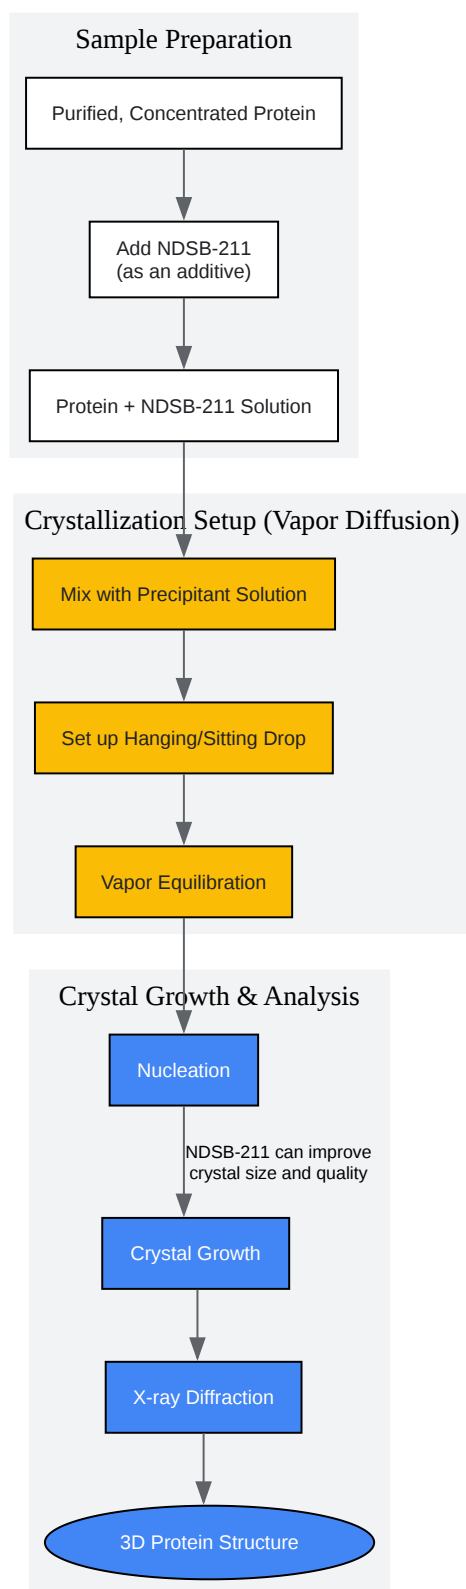 Sample Preparation
Purified, Concentrated Protein
Add NDSB-211
(as an additive)
Protein + NDSB-211 Solution
Crystallization Setup (Vapor Diffusion)
Mix with Precipitant Solution
Set up Hanging/Sitting Drop
Vapor Equilibration
Crystal Growth & Analysis
Nucleation
NDSB-211 can improve
crystal size and quality
Crystal Growth
X-ray Diffraction
3D Protein Structure